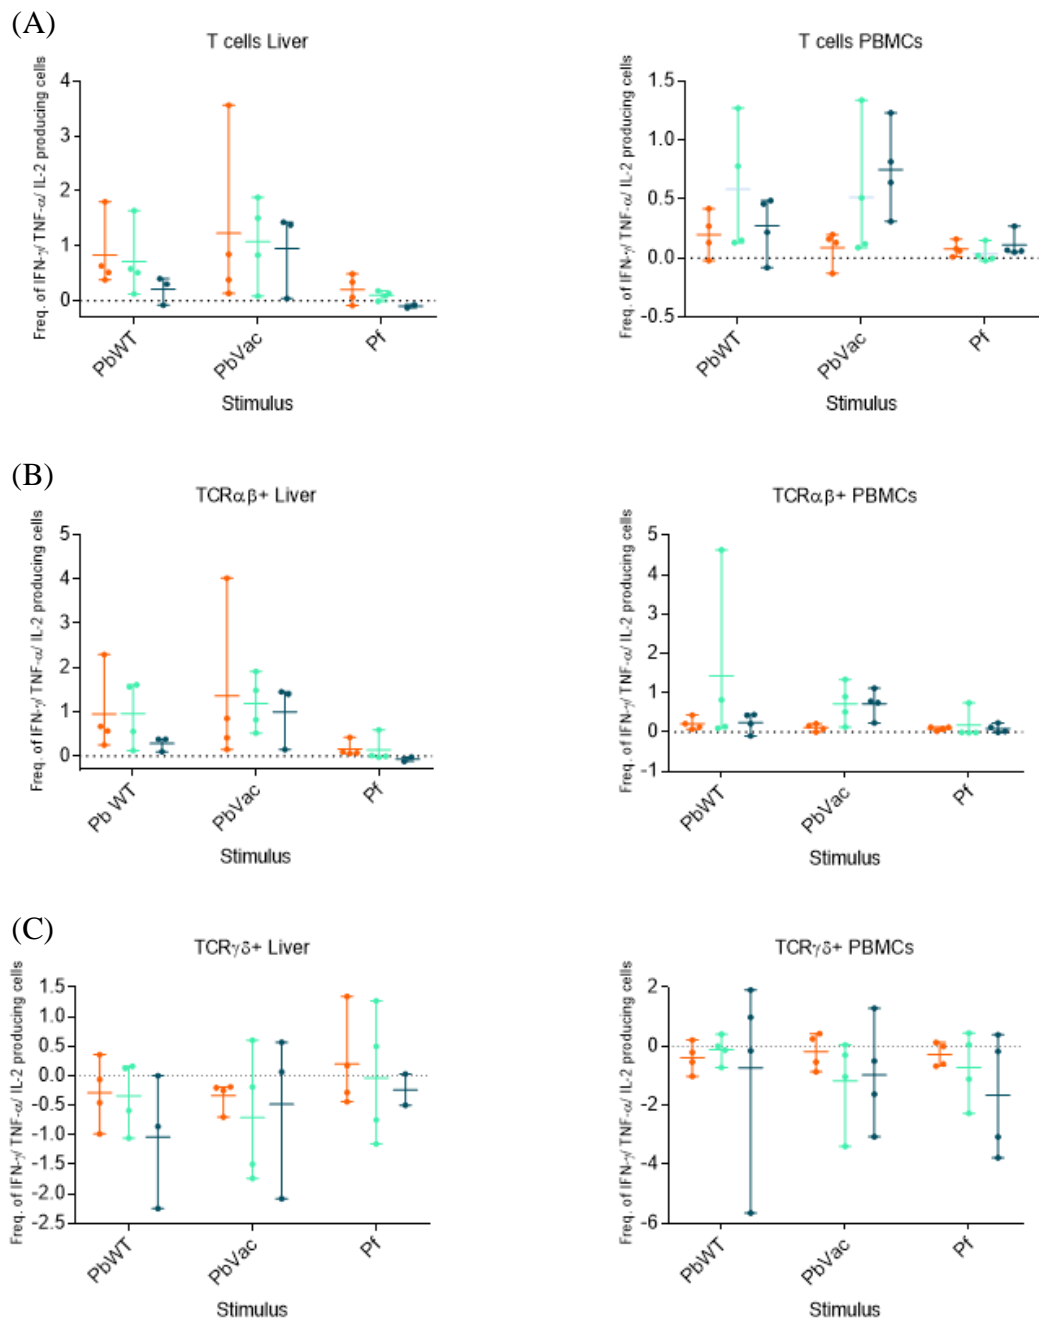 (A)
T cells Liver
Freq. of IFN-γ/ TNF-α/ IL-2 producing cells
4
3
2
1
0
PbWT
PbVac
Pf
Stimulus
T cells PBMCs
Freq. of IFN-γ/ TNF-α/ IL-2 producing cells
1.5
1.0
0.5
0.0
-0.5
PbWT
PbVac
Pf
Stimulus
(B)
TCRαβ+ Liver
Freq. of IFN-γ/ TNF-α/ IL-2 producing cells
5
4
3
2
1
0
Pb WT
PbVac
Pf
Stimulus
TCRαβ+ PBMCs
Freq. of IFN-γ/ TNF-α/ IL-2 producing cells
5
4
3
2
1
0
-1
PbWT
PbVac
Pf
Stimulus
(C)
TCRγδ+ Liver
Freq. of IFN-γ/ TNF-α/ IL-2 producing cells
1.5
1.0
0.5
0.0
-0.5
-1.0
-1.5
-2.0
-2.5
PbWT
PbVac
Pf
Stimulus
TCRγδ+ PBMCs
Freq. of IFN-γ/ TNF-α/ IL-2 producing cells
2
0
-2
-4
-6
PbWT
PbVac
Pf
Stimulus